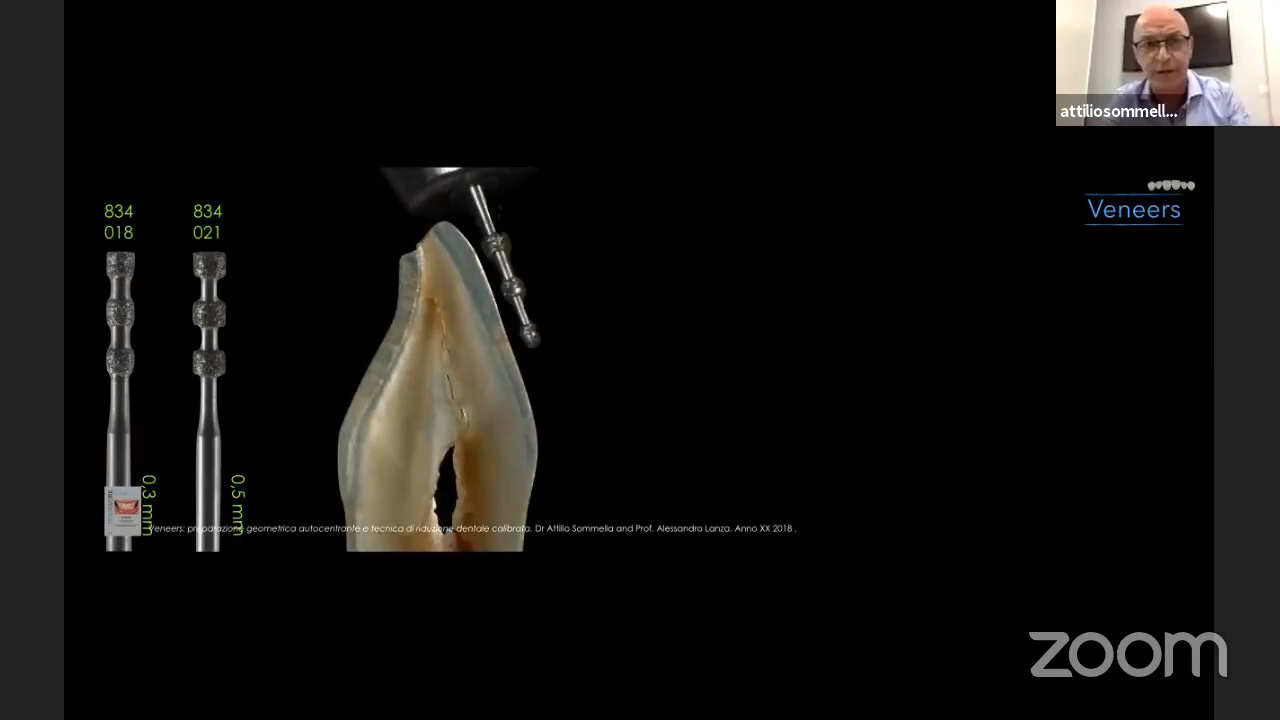 attiliosommell...
834
018
834
021
Veneers
0,3 mm
0,5 mm
Veneers: preparazione geometrica autocentrante e tecnica di riduzione dentale calibrata. Dr Attilio Sommella and Prof. Alessandro Lanza. Anno XX 2018 .
zoom